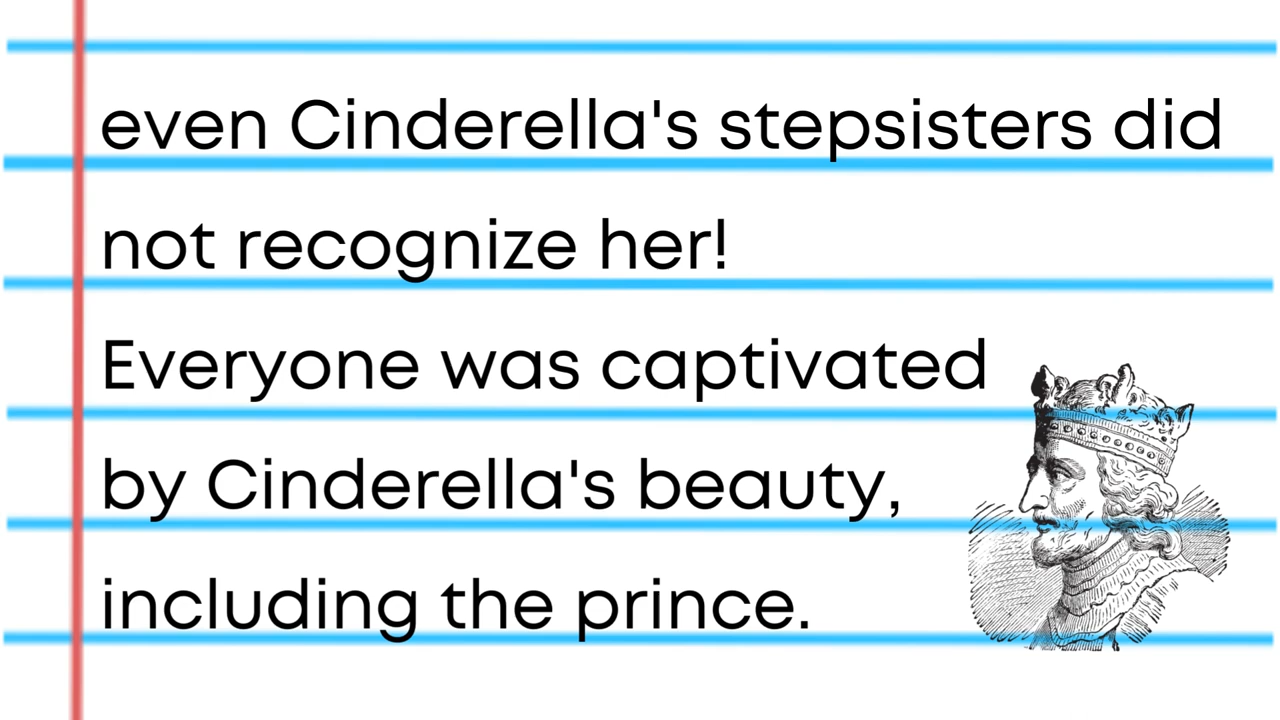 even Cinderella's stepsisters did
not recognize her!
Everyone was captivated
by Cinderella's beauty,
including the prince.